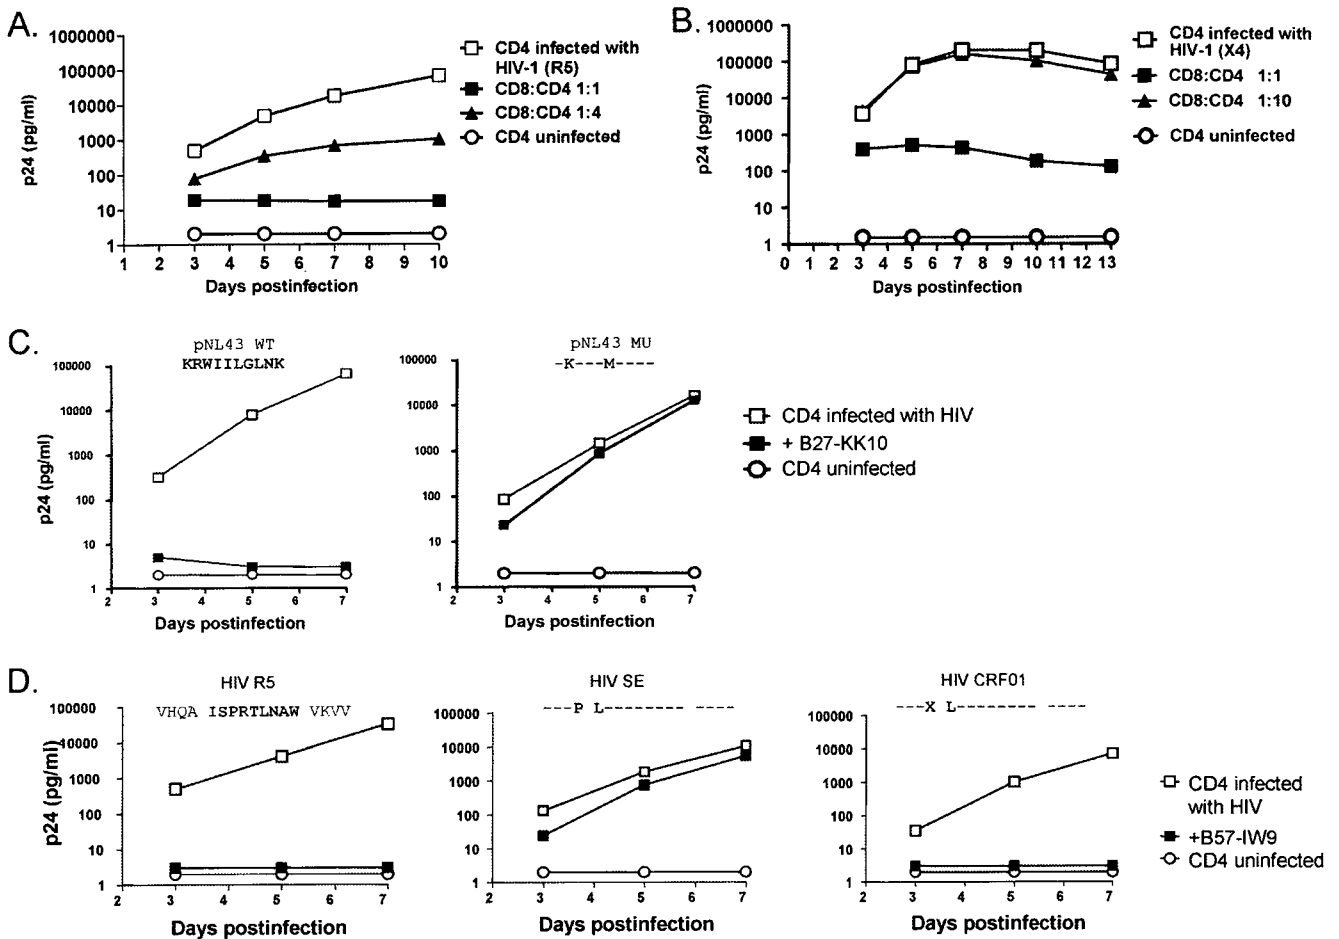 A.
1000000
100000
10000
1000
100
10
1
p24 (pg/ml)
1 2 3 4 5 6 7 8 9 10
Days postinfection
CD4 infected with
HIV-1 (R5)
CD8:CD4 1:1
CD8:CD4 1:4
CD4 uninfected
B.
1000000
100000
10000
1000
100
10
1
p24 (pg/ml)
0 1 2 3 4 5 6 7 8 9 10 11 12 13
Days postinfection
CD4 infected with
HIV-1 (X4)
CD8:CD4 1:1
CD8:CD4 1:10
CD4 uninfected
C.
pNL43 WT
KRWIILGLNK
100000
10000
1000
100
10
1
p24 (pg/ml)
2 3 4 5 6 7
Days postinfection
pNL43 MU
-K---M----
100000
10000
1000
100
10
1
2 3 4 5 6 7
Days postinfection
CD4 infected with HIV
+ B27-KK10
CD4 uninfected
D.
HIV R5
VHQA ISPRTLNAW VKVV
100000
10000
1000
100
10
1
p24 (pg/ml)
2 3 4 5 6 7
Days postinfection
HIV SE
---P L-------- ----
100000
10000
1000
100
10
1
2 3 4 5 6 7
Days postinfection
HIV CRF01
---X L-------- ----
100000
10000
1000
100
10
1
2 3 4 5 6 7
Days postinfection
CD4 infected
with HIV
+B57-IW9
CD4 uninfected